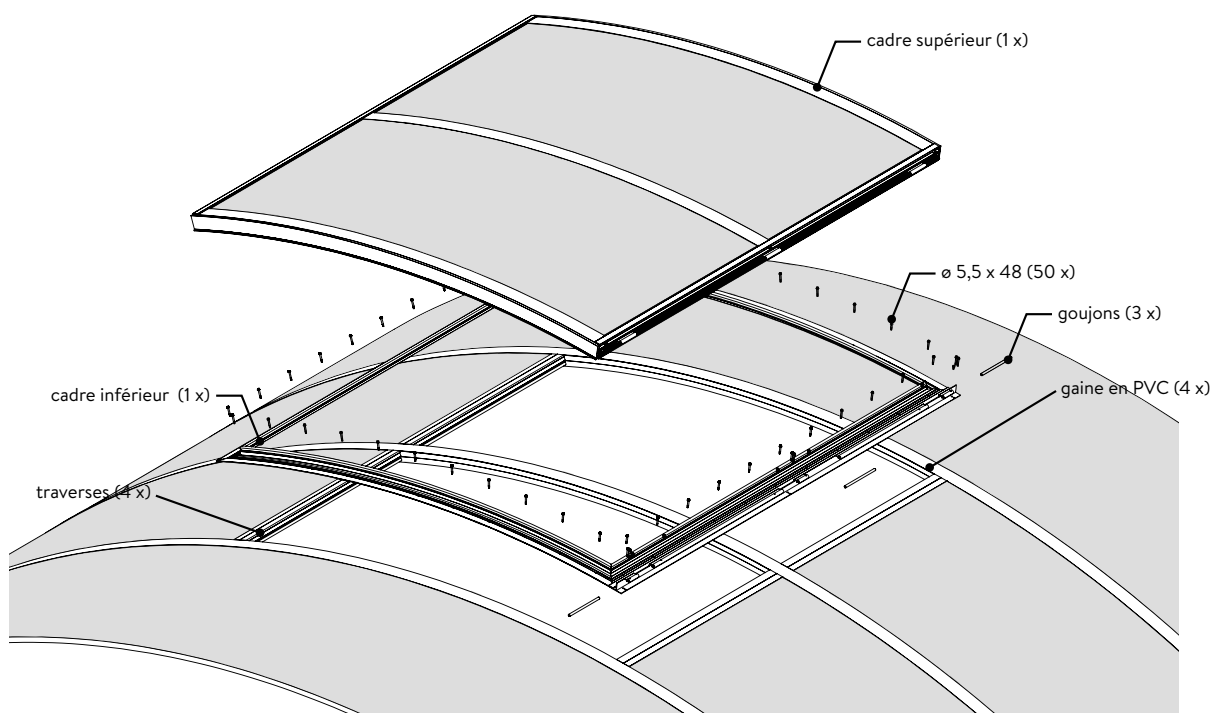 cadre supérieur (1 x)
ø 5,5 x 48 (50 x)
goujons (3 x)
gaine en PVC (4 x)
cadre inférieur (1 x)
traverses (4 x)